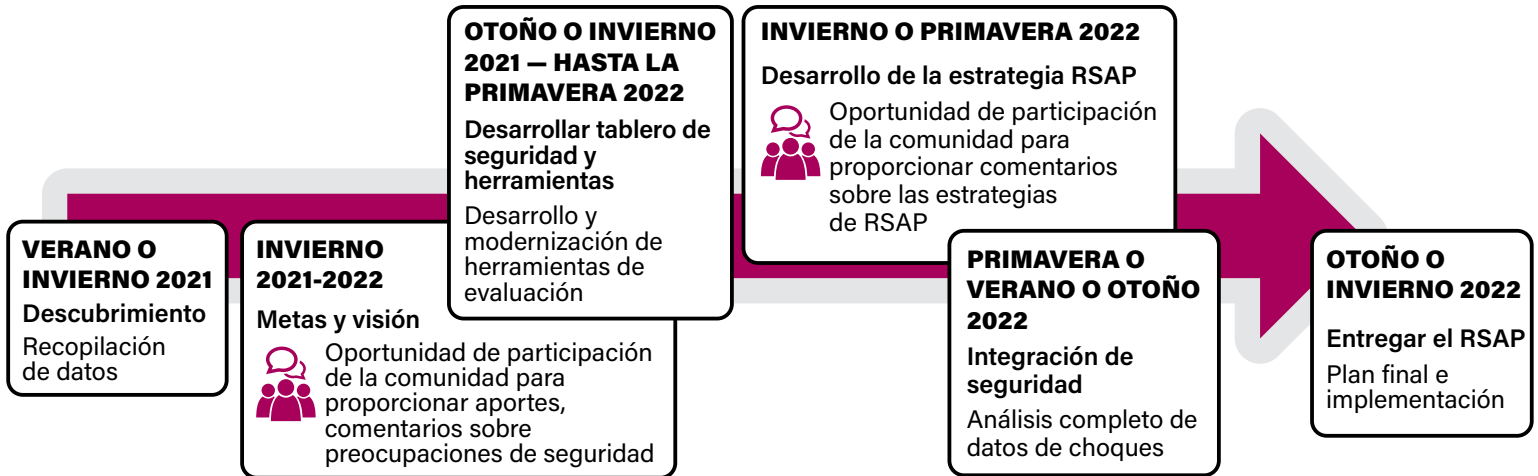 VERANO O
INVIERNO 2021
Descubrimiento
Recopilación
de datos
INVIERNO
2021-2022
Metas y visión
Oportunidad de participación
de la comunidad para
proporcionar aportes,
comentarios sobre
preocupaciones de seguridad
OTOÑO O INVIERNO
2021 — HASTA LA
PRIMAVERA 2022
Desarrollar tablero de
seguridad y
herramientas
Desarrollo y
modernización de
herramientas de
evaluación
INVIERNO O PRIMAVERA 2022
Desarrollo de la estrategia RSAP
Oportunidad de participación
de la comunidad para
proporcionar comentarios
sobre las estrategias
de RSAP
PRIMAVERA O
VERANO O OTOÑO
2022
Integración de
seguridad
Análisis completo de
datos de choques
OTOÑO O
INVIERNO 2022
Entregar el RSAP
Plan final e
implementación